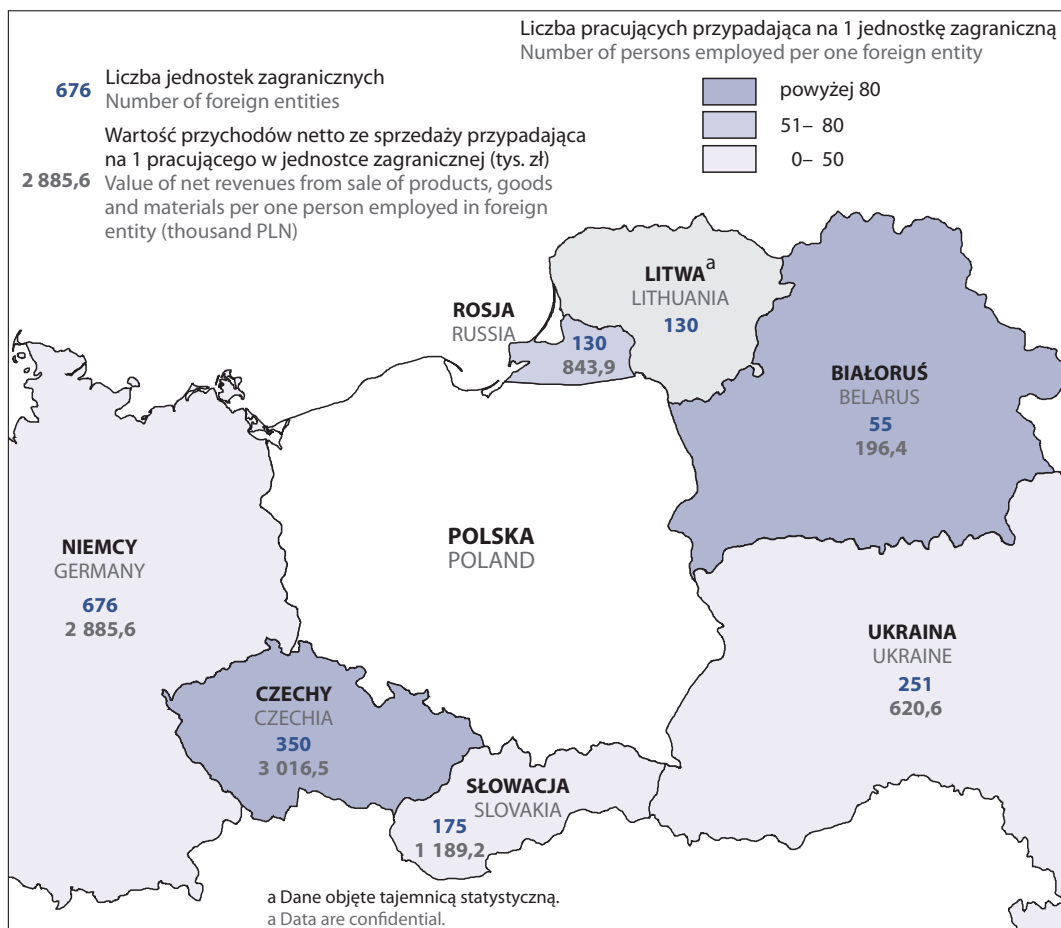 Liczba pracujących przypadająca na 1 jednostkę zagraniczną
Number of persons employed per one foreign entity
powyżej 80
51– 80
0– 50
676
Liczba jednostek zagranicznych
Number of foreign entities
Wartość przychodów netto ze sprzedaży przypadająca
na 1 pracującego w jednostce zagranicznej (tys. zł)
2 885,6
Value of net revenues from sale of products, goods
and materials per one person employed in foreign
entity (thousand PLN)
LITWA a
LITHUANIA
130
ROSJA
RUSSIA
130
843,9
BIAŁORUŚ
BELARUS
55
196,4
POLSKA
POLAND
NIEMCY
GERMANY
676
2 885,6
UKRAINA
UKRAINE
251
620,6
CZECHY
CZECHIA
350
3 016,5
SŁOWACJA
SLOVAKIA
175
1 189,2
a Dane objęte tajemnicą statystyczną.
a Data are confidential.